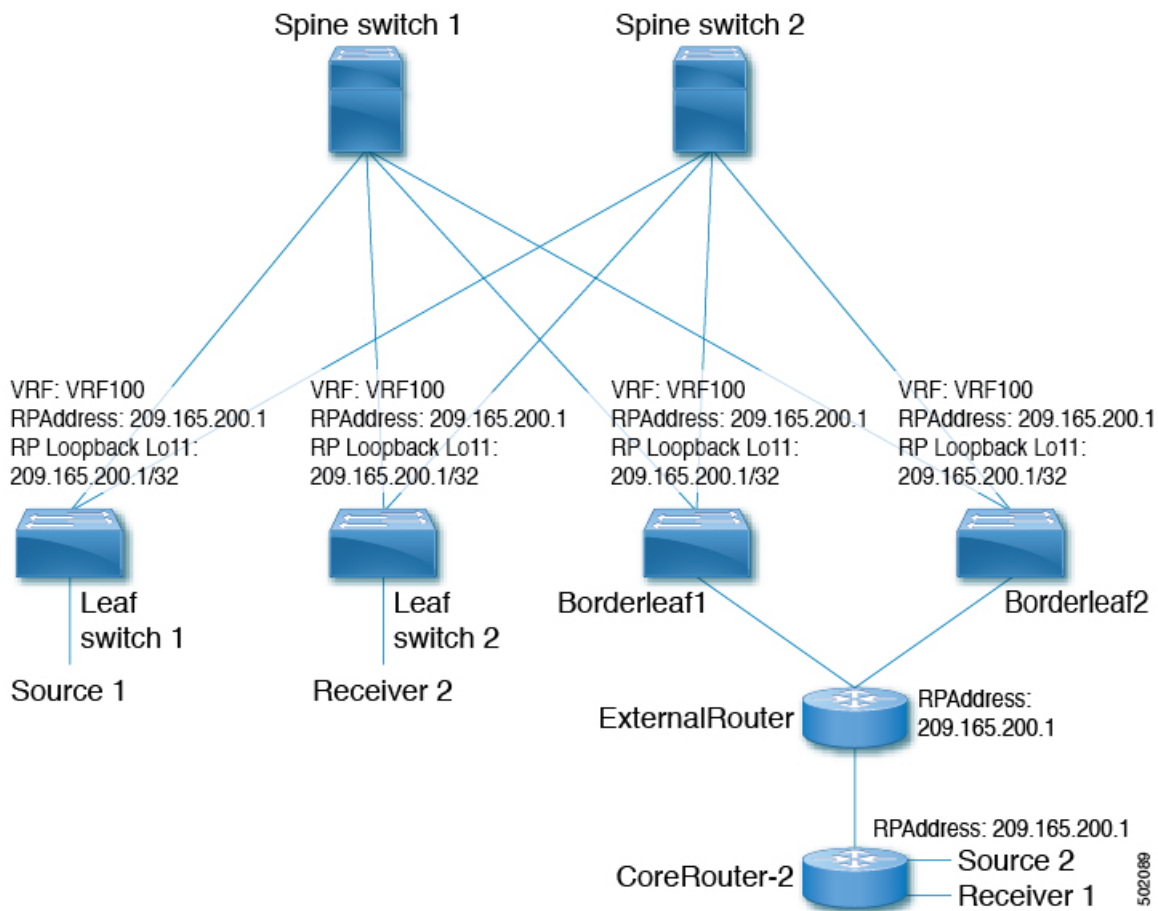 Spine switch 1
Spine switch 2
VRF: VRF100
RPAddress: 209.165.200.1
RP Loopback Lo11:
209.165.200.1/32
VRF: VRF100
RPAddress: 209.165.200.1
RP Loopback Lo11:
209.165.200.1/32
VRF: VRF100
RPAddress: 209.165.200.1
RP Loopback Lo11:
209.165.200.1/32
VRF: VRF100
RPAddress: 209.165.200.1
RP Loopback Lo11:
209.165.200.1/32
Leaf
switch 1
Leaf
switch 2
Borderleaf1
Borderleaf2
Source 1
Receiver 2
ExternalRouter
RPAddress:
209.165.200.1
RPAddress: 209.165.200.1
CoreRouter-2
Source 2
Receiver 1
502089